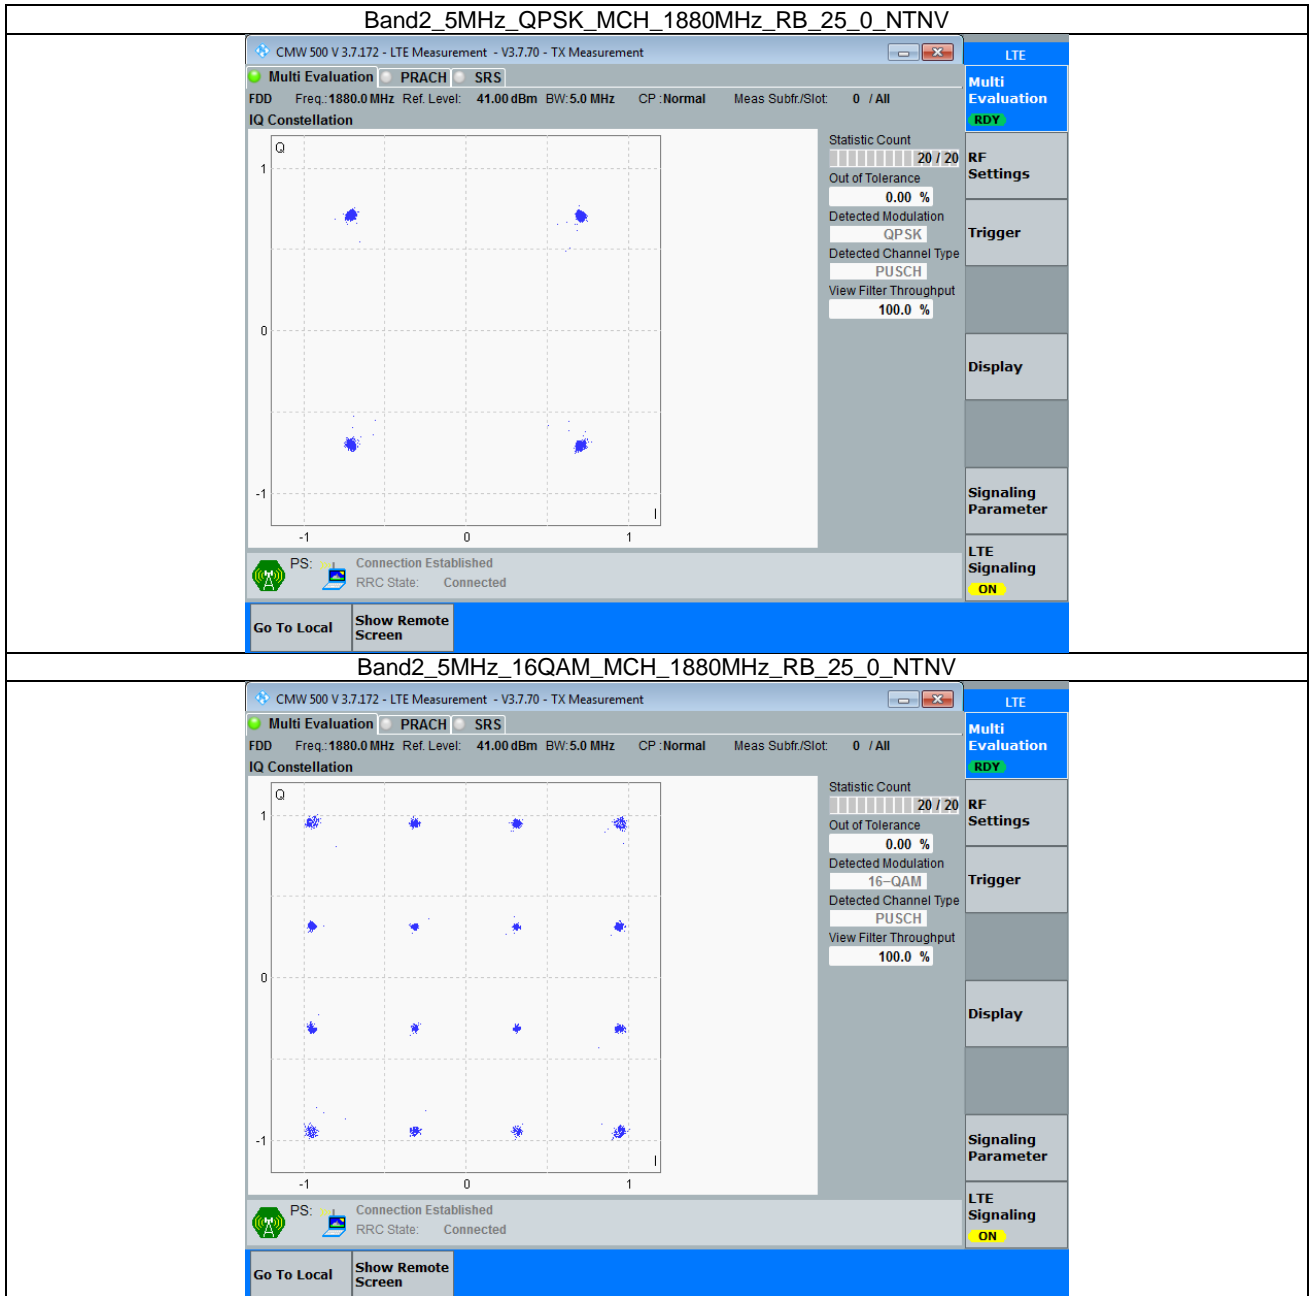 Band2_5MHz_QPSK_MCH_1880MHz_RB_25_0_NTNV
CMW 500 V 3.7.172 - LTE Measurement - V3.7.70 - TX Measurement
LTE
Multi Evaluation PRACH SRS
Multi
Evaluation
RDY
FDD Freq.: 1880.0 MHz Ref. Level: 41.00 dBm BW: 5.0 MHz CP : Normal Meas Subfr./Slot: 0 / All
IQ Constellation
Q
1
0
-1
-1 0 1
I
Statistic Count
20 / 20
Out of Tolerance
0.00 %
Detected Modulation
QPSK
Detected Channel Type
PUSCH
View Filter Throughput
100.0 %
RF
Settings
Trigger
Display
Signaling
Parameter
LTE
Signaling
ON
PS: Connection Established
RRC State: Connected
Go To Local
Show Remote
Screen
Band2_5MHz_16QAM_MCH_1880MHz_RB_25_0_NTNV
CMW 500 V 3.7.172 - LTE Measurement - V3.7.70 - TX Measurement
LTE
Multi Evaluation PRACH SRS
Multi
Evaluation
RDY
FDD Freq.: 1880.0 MHz Ref. Level: 41.00 dBm BW: 5.0 MHz CP : Normal Meas Subfr./Slot: 0 / All
IQ Constellation
Q
1
0
-1
-1 0 1
I
Statistic Count
20 / 20
Out of Tolerance
0.00 %
Detected Modulation
16-QAM
Detected Channel Type
PUSCH
View Filter Throughput
100.0 %
RF
Settings
Trigger
Display
Signaling
Parameter
LTE
Signaling
ON
PS: Connection Established
RRC State: Connected
Go To Local
Show Remote
Screen